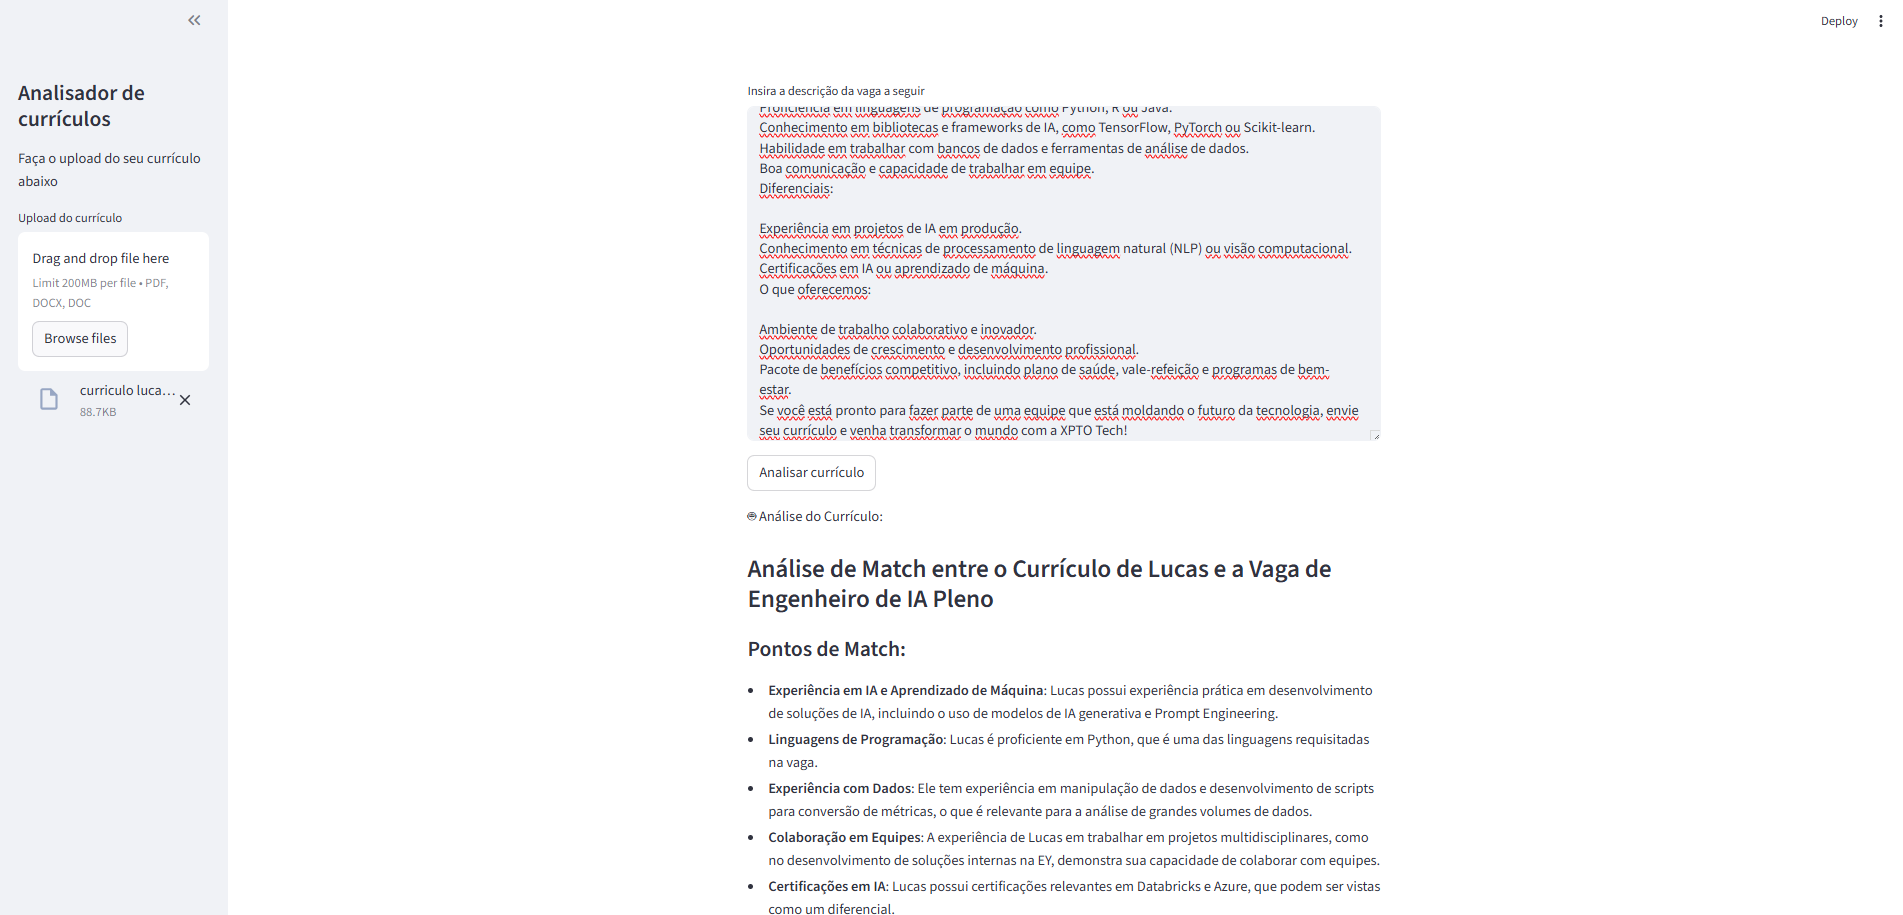 Deploy
Analisador de
currículos
Faça o upload do seu currículo
abaixo
Upload do currículo
Drag and drop file here
Limit 200MB per file • PDF,
DOCX, DOC
Browse files
curriculo luca...
88.7KB
Insira a descrição da vaga a seguir
Proficiência em linguagens de programação como Python, R ou Java.
Conhecimento em bibliotecas e frameworks de IA, como TensorFlow, PyTorch ou Scikit-learn.
Habilidade em trabalhar com bancos de dados e ferramentas de análise de dados.
Boa comunicação e capacidade de trabalhar em equipe.
Diferenciais:
Experiência em projetos de IA em produção.
Conhecimento em técnicas de processamento de linguagem natural (NLP) ou visão computacional.
Certificações em IA ou aprendizado de máquina.
O que oferecemos:
Ambiente de trabalho colaborativo e inovador.
Oportunidades de crescimento e desenvolvimento profissional.
Pacote de benefícios competitivo, incluindo plano de saúde, vale-refeição e programas de bem-
estar.
Se você está pronto para fazer parte de uma equipe que está moldando o futuro da tecnologia, envie
seu currículo e venha transformar o mundo com a XPTO Tech!
Analisar currículo
Análise do Currículo:
Análise de Match entre o Currículo de Lucas e a Vaga de
Engenheiro de IA Pleno
Pontos de Match:
• Experiência em IA e Aprendizado de Máquina: Lucas possui experiência prática em desenvolvimento
de soluções de IA, incluindo o uso de modelos de IA generativa e Prompt Engineering.
• Linguagens de Programação: Lucas é proficiente em Python, que é uma das linguagens requisitadas
na vaga.
• Experiência com Dados: Ele tem experiência em manipulação de dados e desenvolvimento de scripts
para conversão de métricas, o que é relevante para a análise de grandes volumes de dados.
• Colaboração em Equipes: A experiência de Lucas em trabalhar em projetos multidisciplinares, como
no desenvolvimento de soluções internas na EY, demonstra sua capacidade de colaborar com equipes.
• Certificações em IA: Lucas possui certificações relevantes em Databricks e Azure, que podem ser vistas
como um diferencial.